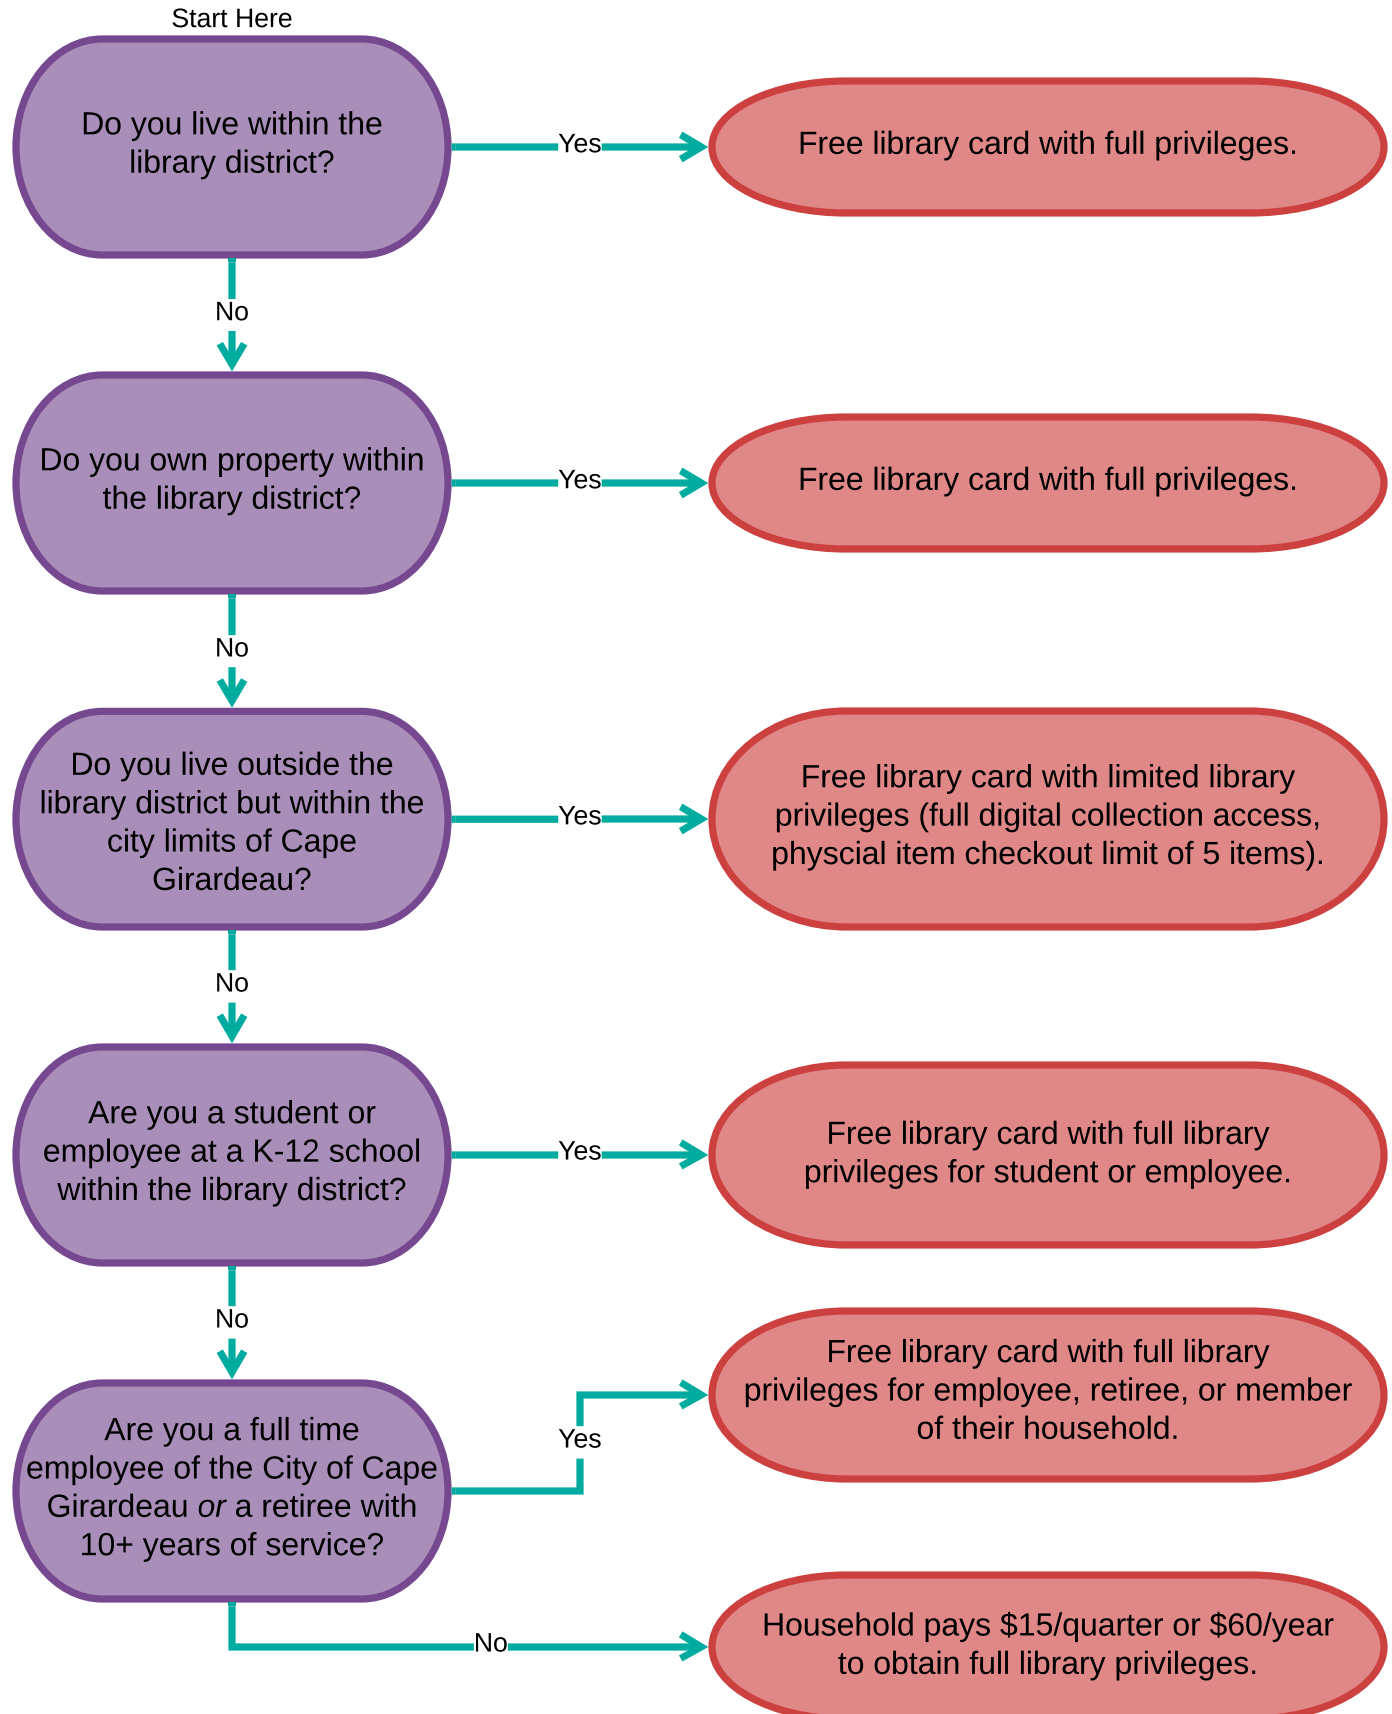 Start Here
Do you live within the
library district?
Yes
Free library card with full privileges.
No
Do you own property within
the library district?
Yes
Free library card with full privileges.
No
Do you live outside the
library district but within the
city limits of Cape
Girardeau?
Yes
Free library card with limited library
privileges (full digital collection access,
physcial item checkout limit of 5 items).
No
Are you a student or
employee at a K-12 school
within the library district?
Yes
Free library card with full library
privileges for student or employee.
No
Are you a full time
employee of the City of Cape
Girardeau or a retiree with
10+ years of service?
Yes
Free library card with full library
privileges for employee, retiree, or member
of their household.
No
Household pays $15/quarter or $60/year
to obtain full library privileges.